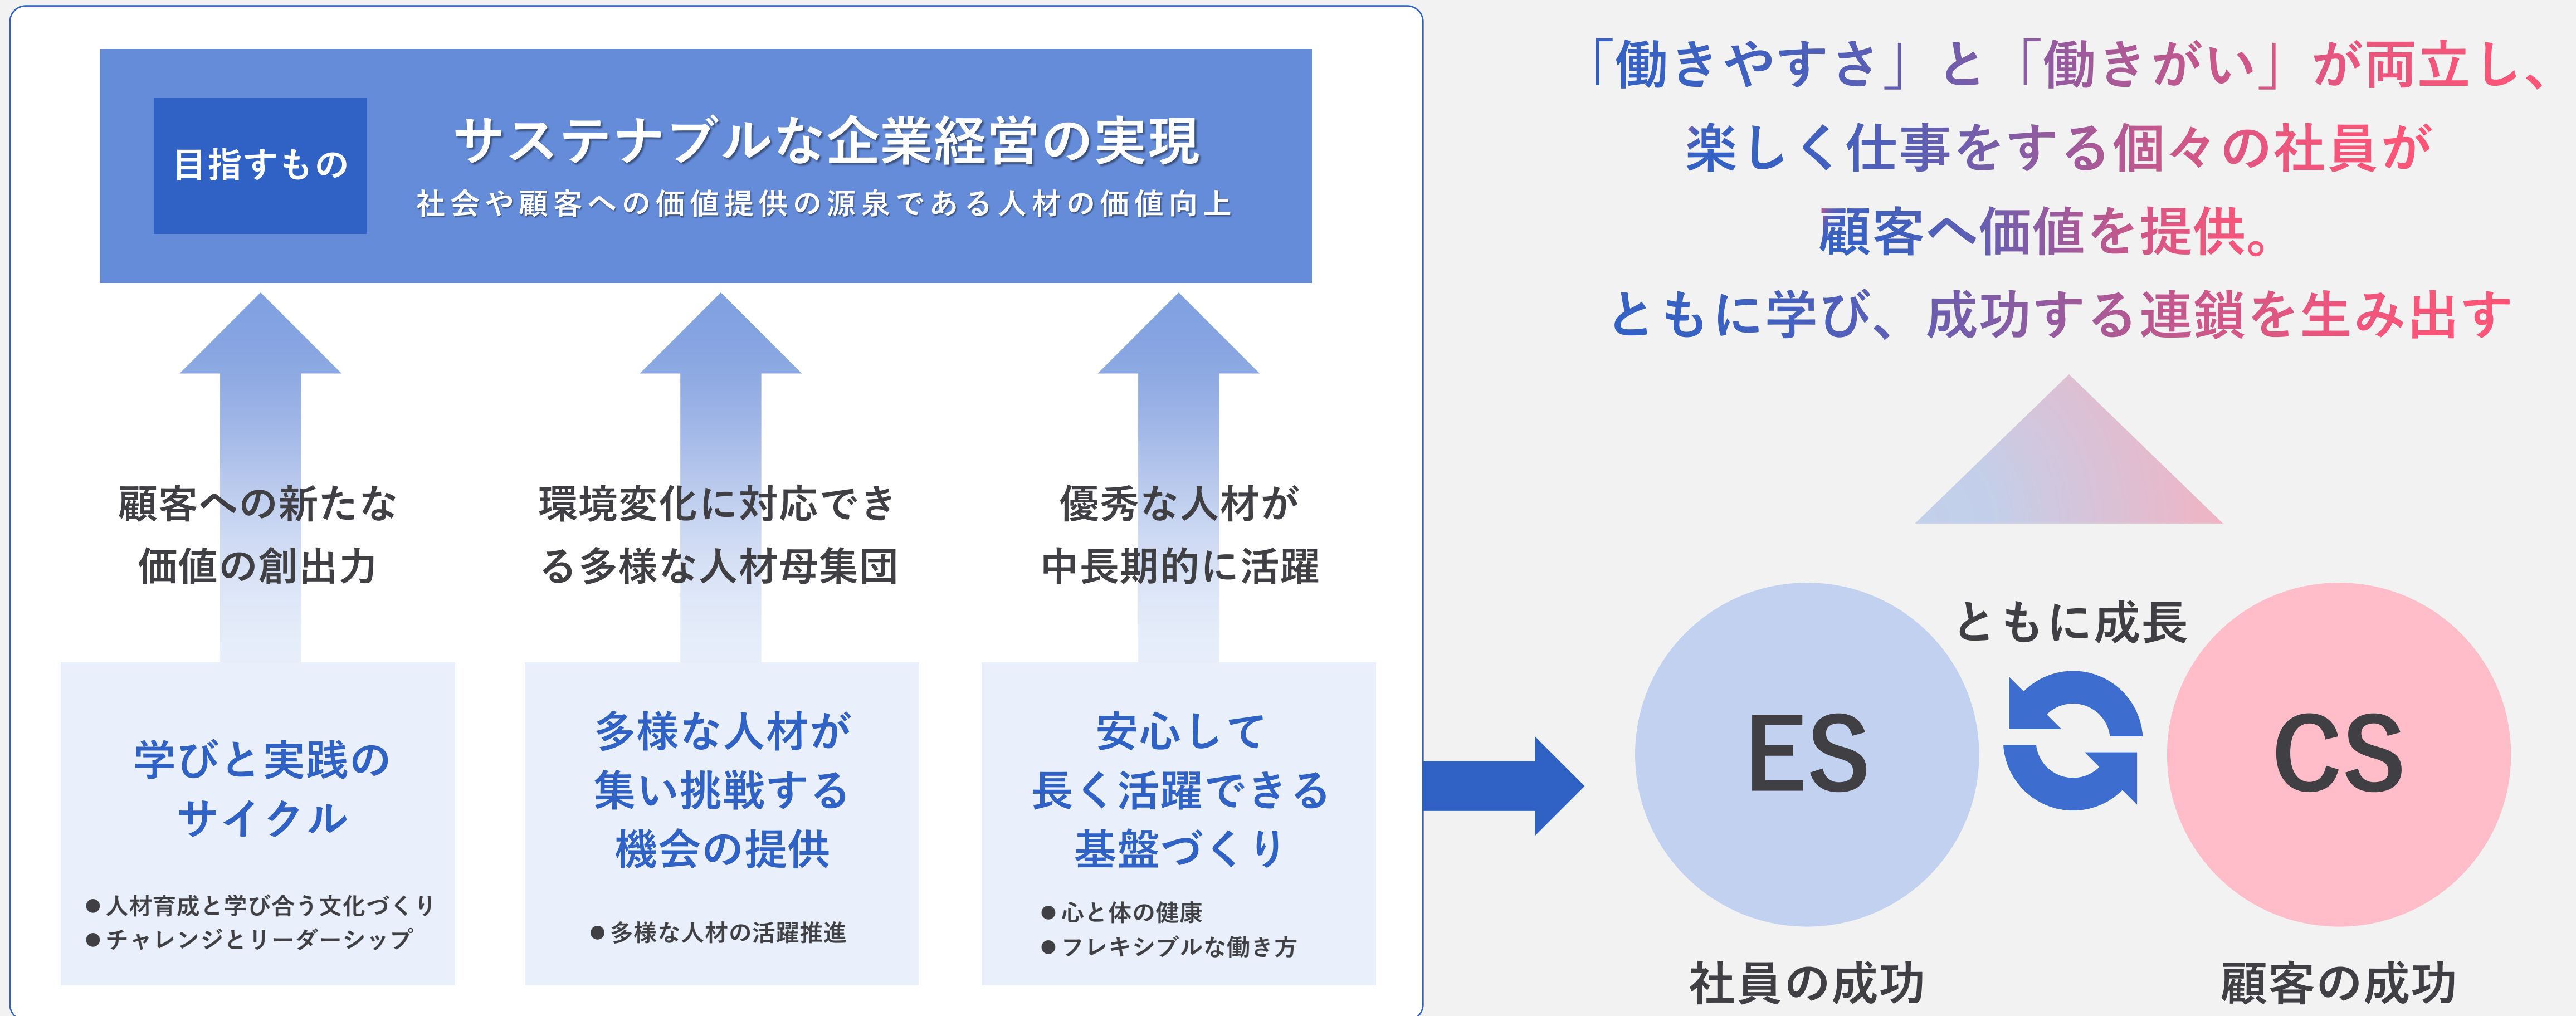 目指すもの
サステナブルな企業経営の実現
社会や顧客への価値提供の源泉である人材の価値向上
顧客への新たな
価値の創出力
環境変化に対応でき
る多様な人材母集団
優秀な人材が
中長期的に活躍
学びと実践の
サイクル
●人材育成と学び合う文化づくり
●チャレンジとリーダーシップ
多様な人材が
集い挑戦する
機会の提供
●多様な人材の活躍推進
安心して
長く活躍できる
基盤づくり
●心と体の健康
●フレキシブルな働き方
「働きやすさ」と「働きがい」が両立し、
楽しく仕事をする個々の社員が
顧客へ価値を提供。
ともに学び、成功する連鎖を生み出す
ともに成長
ES
CS
社員の成功
顧客の成功